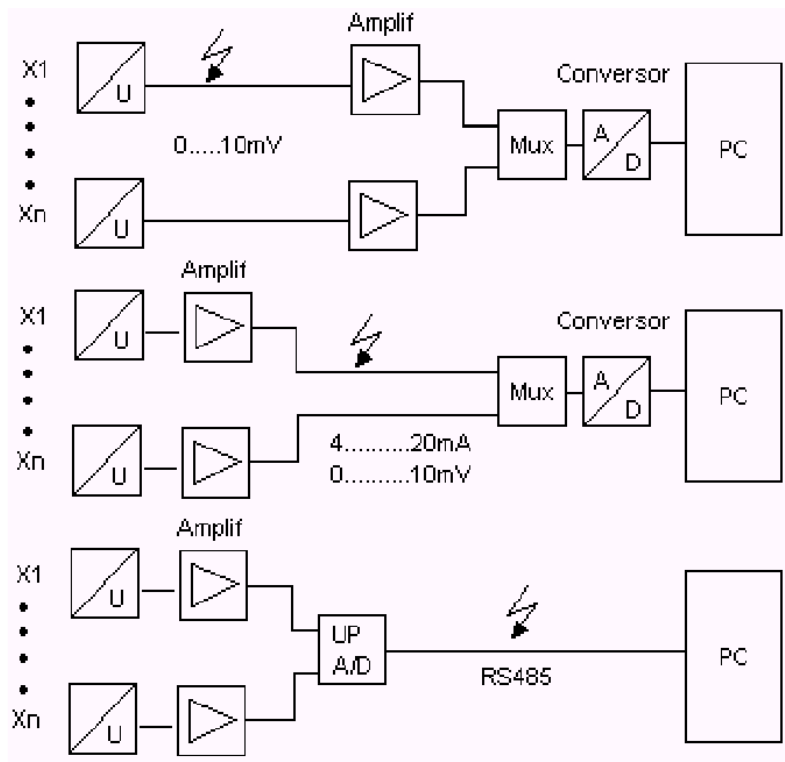 Amplif
X1
U
Conversor
0.....10mV
Mux
A
D
PC
Xn
U
Amplif
X1
U
Conversor
Mux
A
D
PC
4..........20mA
0..........10mV
Xn
U
Amplif
X1
U
UP
A/D
RS485
PC
Xn
U